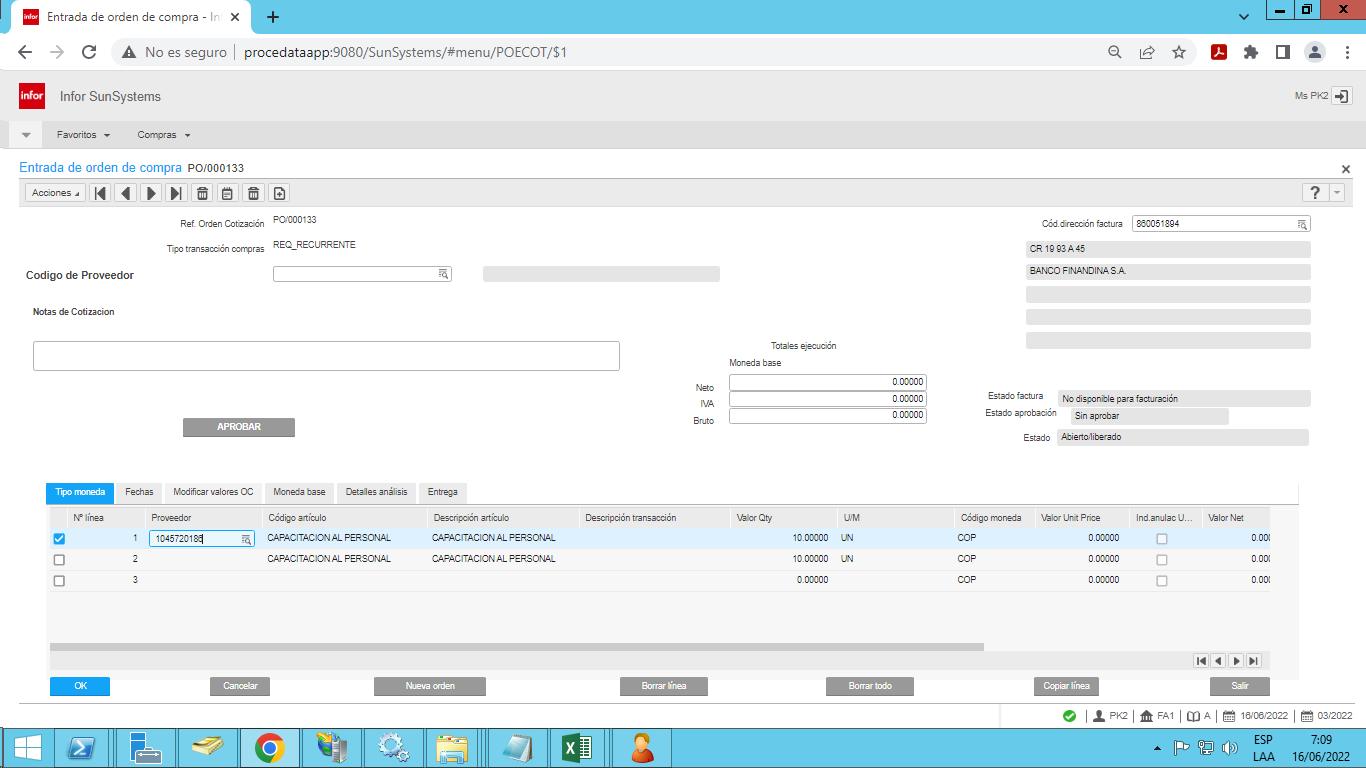 Entrada de orden de compra - In
No es seguro
procedataapp:9080/SunSystems/#menu/POECOT/$1
infor
Infor SunSystems
Ms PK2
Favoritos
Compras
Entrada de orden de compra PO/000133
Acciones
?
Ref. Orden Cotización PO/000133
Cód.dirección factura 860051894
Tipo transacción compras REQ_RECURRENTE
CR 19 93 A 45
Codigo de Proveedor
BANCO FINANDINA S.A.
Notas de Cotizacion
Totales ejecución
Moneda base
Neto 0.00000
IVA 0.00000
Bruto 0.00000
Estado factura No disponible para facturación
Estado aprobación Sin aprobar
Estado Abierto/liberado
APROBAR
Tipo moneda Fechas Modificar valores OC Moneda base Detalles análisis Entrega
Nº línea Proveedor Código artículo Descripción artículo Descripción transacción Valor Qty U/M Código moneda Valor Unit Price Ind.anulac U... Valor Net
1 1045720186 CAPACITACION AL PERSONAL CAPACITACION AL PERSONAL 10.00000 UN COP 0.00000 0.000
2 CAPACITACION AL PERSONAL CAPACITACION AL PERSONAL 10.00000 UN COP 0.00000 0.000
3 0.00000 COP 0.00000 0.000
OK Cancelar Nueva orden Borrar línea Borrar todo Copiar línea Salir
PK2 FA1 A 16/06/2022 03/2022
ESP 7:09
LAA 16/06/2022